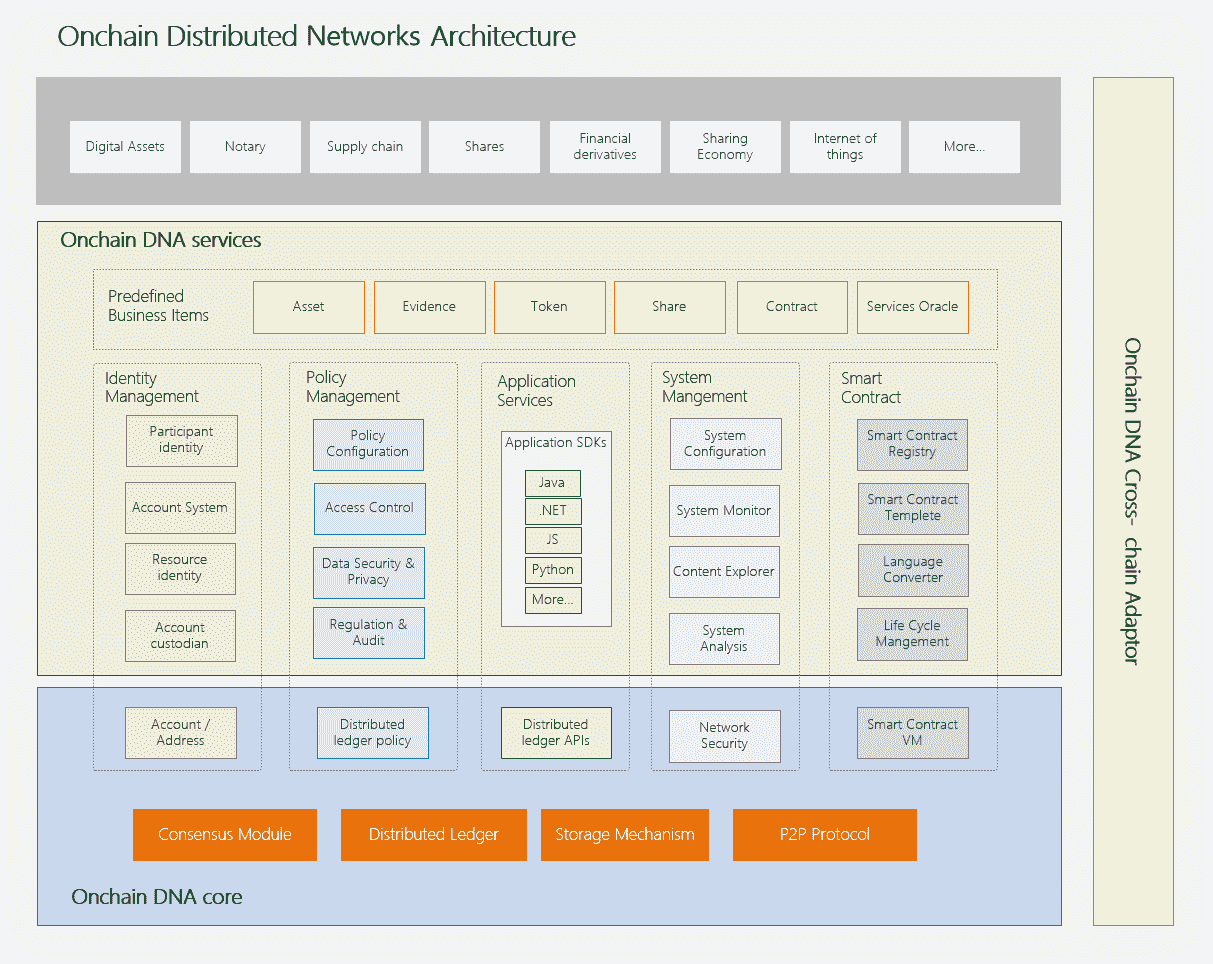 Onchain Distributed Networks Architecture
Digital Assets
Notary
Supply chain
Shares
Financial
derivatives
Sharing
Economy
Internet of
things
More...
Onchain DNA services
Predefined
Business Items
Asset
Evidence
Token
Share
Contract
Services Oracle
Identity
Management
Participant
identity
Account System
Resource
identity
Account
custodian
Policy
Management
Policy
Configuration
Access Control
Data Security &
Privacy
Regulation &
Audit
Application
Services
Application SDKs
Java
.NET
JS
Python
More...
System
Mangement
System
Configuration
System Monitor
Content Explorer
System
Analysis
Smart
Contract
Smart Contract
Registry
Smart Contract
Templete
Language
Converter
Life Cycle
Mangement
Account /
Address
Distributed
ledger policy
Distributed
ledger APIs
Network
Security
Smart Contract
VM
Consensus Module
Distributed Ledger
Storage Mechanism
P2P Protocol
Onchain DNA core
Onchain DNA Cross- chain Adaptor